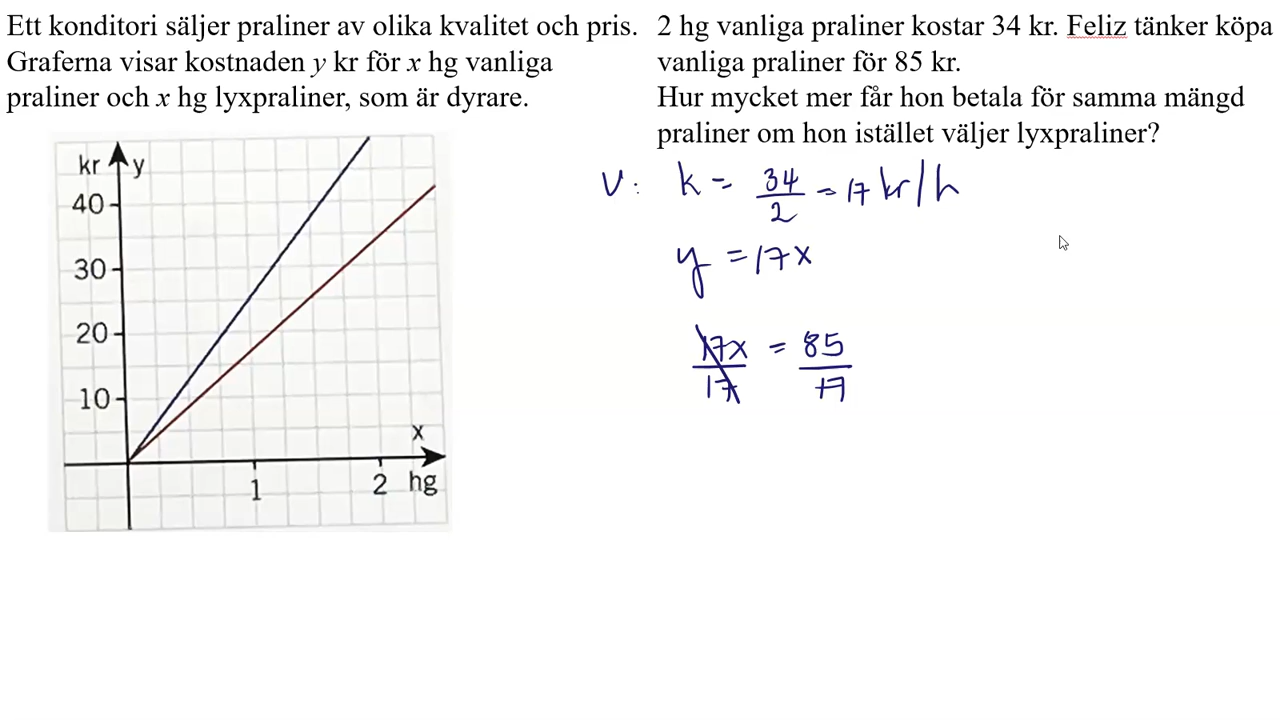 Ett konditori säljer praliner av olika kvalitet och pris.
Graferna visar kostnaden y kr för x hg vanliga
praliner och x hg lyxpraliner, som är dyrare.
2 hg vanliga praliner kostar 34 kr. Feliz tänker köpa
vanliga praliner för 85 kr.
Hur mycket mer får hon betala för samma mängd
praliner om hon istället väljer lyxpraliner?
kr y
40
30
20
10
x
1 2 hg
V: k = 34/2 = 17 kr/h
y = 17x
17x/17 = 85/17